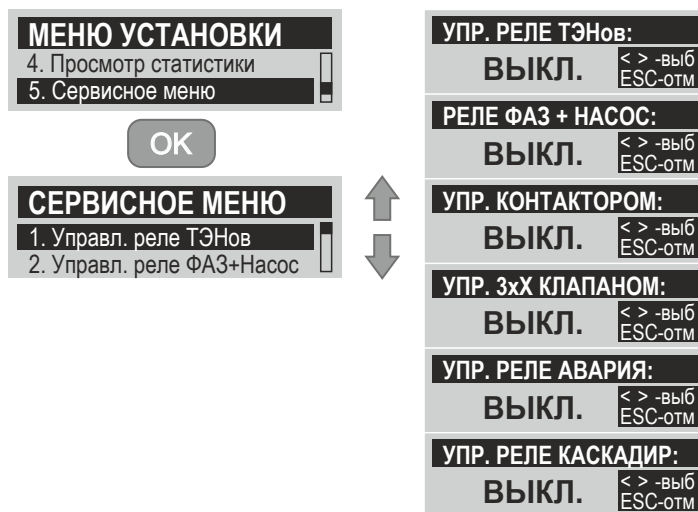 МЕНЮ УСТАНОВКИ
4. Просмотр статистики
5. Сервисное меню
OK
СЕРВИСНОЕ МЕНЮ
1. Управл. реле ТЭНов
2. Управл. реле ФАЗ+Насос
УПР. РЕЛЕ ТЭНов:
ВЫКЛ.
< > -выб
ESC-отм
РЕЛЕ ФАЗ + НАСОС:
ВЫКЛ.
< > -выб
ESC-отм
УПР. КОНТАКТОРОМ:
ВЫКЛ.
< > -выб
ESC-отм
УПР. 3хХ КЛАПАНОМ:
ВЫКЛ.
< > -выб
ESC-отм
УПР. РЕЛЕ АВАРИЯ:
ВЫКЛ.
< > -выб
ESC-отм
УПР. РЕЛЕ КАСКАДИР:
ВЫКЛ.
< > -выб
ESC-отм